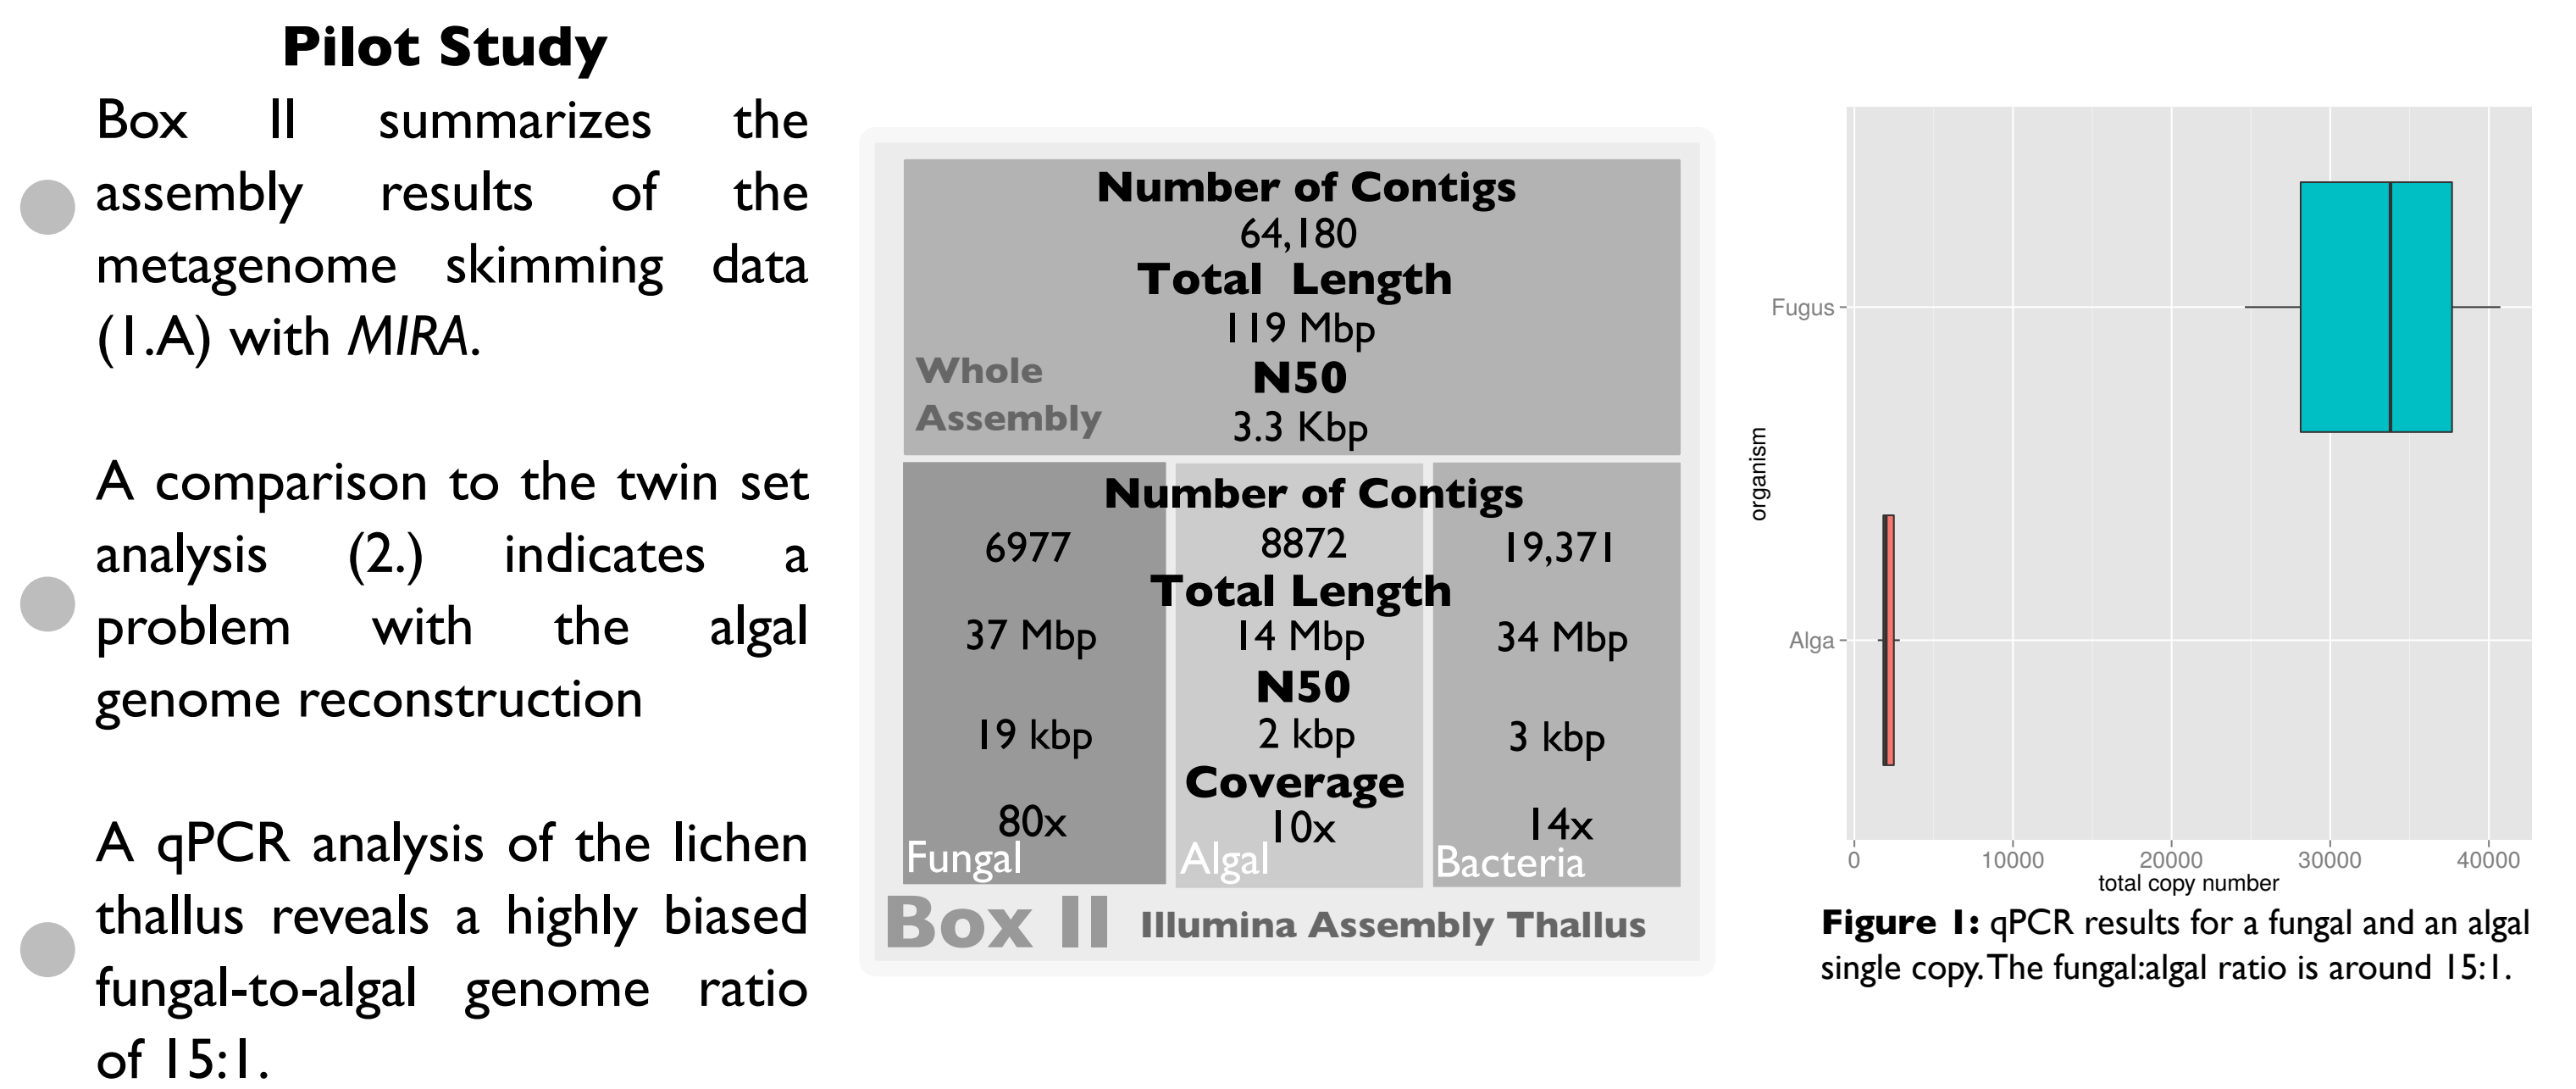 Pilot Study
Box II summarizes the
assembly results of the
metagenome skimming data
(1.A) with MIRA.
A comparison to the twin set
analysis (2.) indicates a
problem with the algal
genome reconstruction
A qPCR analysis of the lichen
thallus reveals a highly biased
fungal-to-algal genome ratio
of 15:1.
Number of Contigs
64,180
Total Length
119 Mbp
Whole
Assembly
N50
3.3 Kbp
Number of Contigs
6977 8872 19,371
Total Length
37 Mbp 14 Mbp 34 Mbp
N50
19 kbp 2 kbp 3 kbp
Coverage
80x 10x 14x
Fungal Algal Bacteria
Box II Illumina Assembly Thallus
organism
Fugus
Alga
0 10000 20000 30000 40000
total copy number
Figure 1: qPCR results for a fungal and an algal
single copy. The fungal:algal ratio is around 15:1.